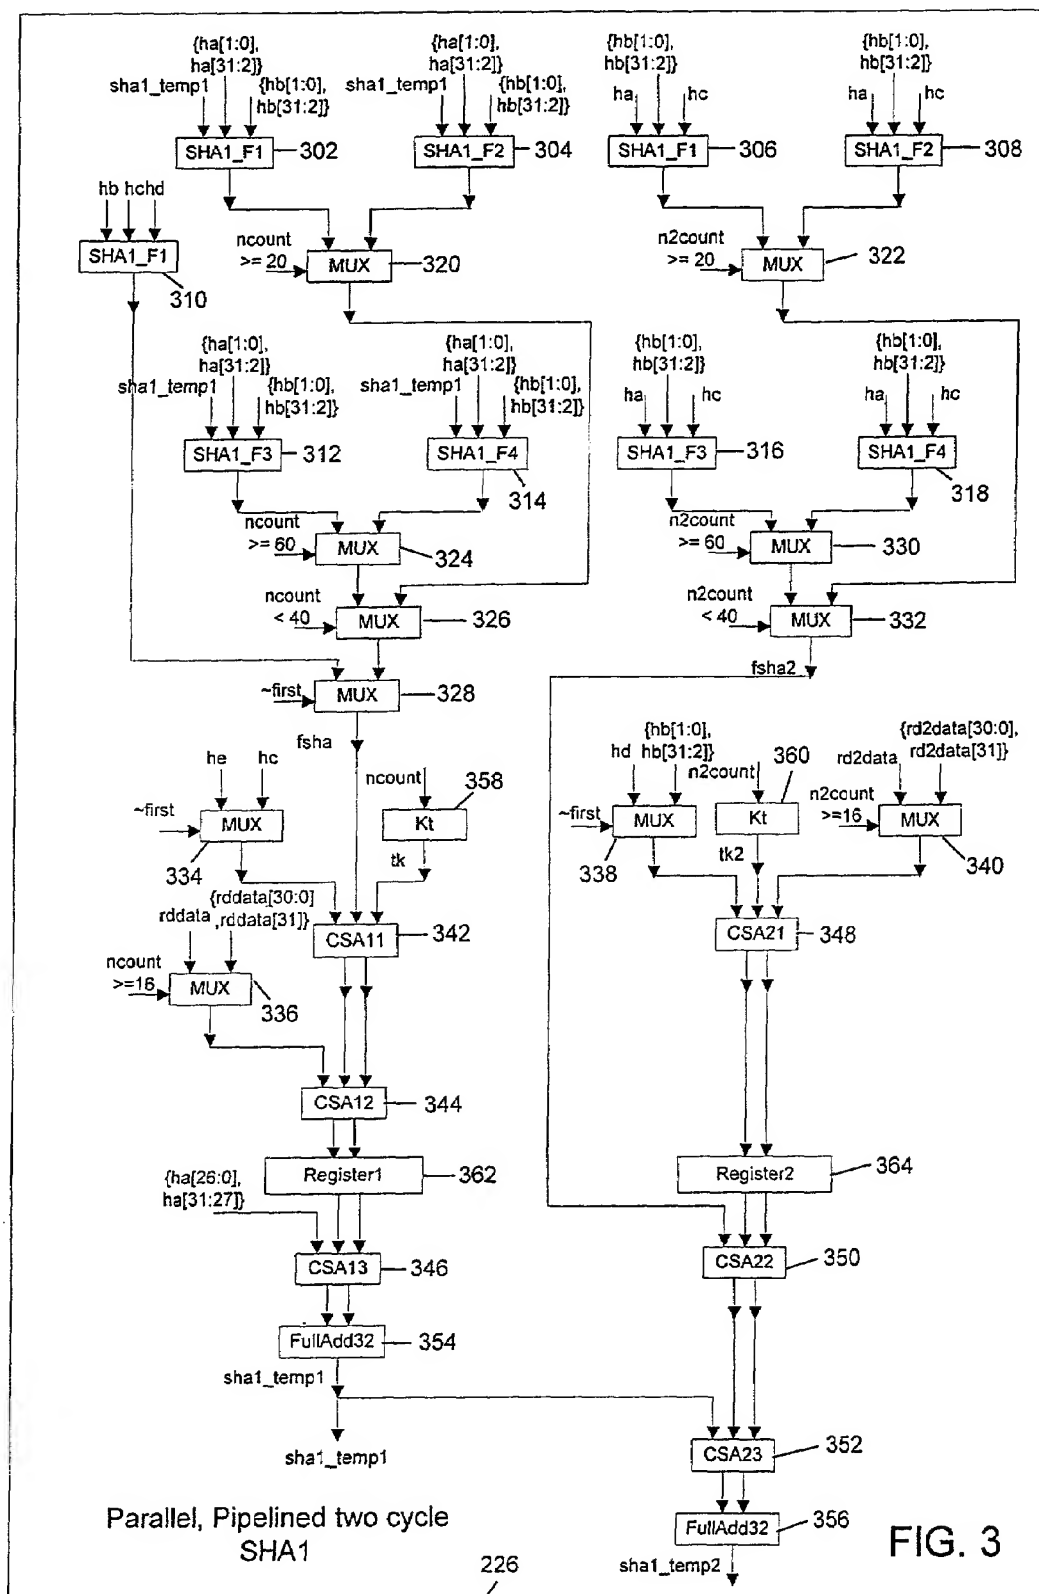 {ha[1:0],
ha[31:2]}
sha1_temp1
{hb[1:0],
hb[31:2]}
SHA1_F1
302
{ha[1:0],
ha[31:2]}
sha1_temp1
{hb[1:0],
hb[31:2]}
SHA1_F2
304
{hb[1:0],
hb[31:2]}
ha
hc
SHA1_F1
306
{hb[1:0],
hb[31:2]}
ha
hc
SHA1_F2
308
hb hchd
SHA1_F1
310
ncount
>= 20
MUX
320
n2count
>= 20
MUX
322
{ha[1:0],
ha[31:2]}
sha1_temp1
{hb[1:0],
hb[31:2]}
SHA1_F3
312
{ha[1:0],
ha[31:2]}
sha1_temp1
{hb[1:0],
hb[31:2]}
SHA1_F4
314
{hb[1:0],
hb[31:2]}
ha
hc
SHA1_F3
316
{hb[1:0],
hb[31:2]}
ha
hc
SHA1_F4
318
ncount
>= 60
MUX
324
n2count
>= 60
MUX
330
ncount
< 40
MUX
326
n2count
< 40
MUX
332
~first
MUX
328
fsha2
fsha
he
hc
~first
MUX
334
ncount
358
Kt
tk
{hb[1:0],
hd hb[31:2]}
~first
MUX
338
n2count
360
Kt
tk2
{rd2data[30:0],
rd2data rd2data[31]}
n2count
>=16
MUX
340
{rddata[30:0]
rddata ,rddata[31]}
ncount
>=16
MUX
336
CSA11
342
CSA21
348
CSA12
344
Register1
362
Register2
364
{ha[26:0],
ha[31:27]}
CSA13
346
CSA22
350
FullAdd32
354
sha1_temp1
sha1_temp1
CSA23
352
FullAdd32
356
sha1_temp2
Parallel, Pipelined two cycle
SHA1
226
FIG. 3